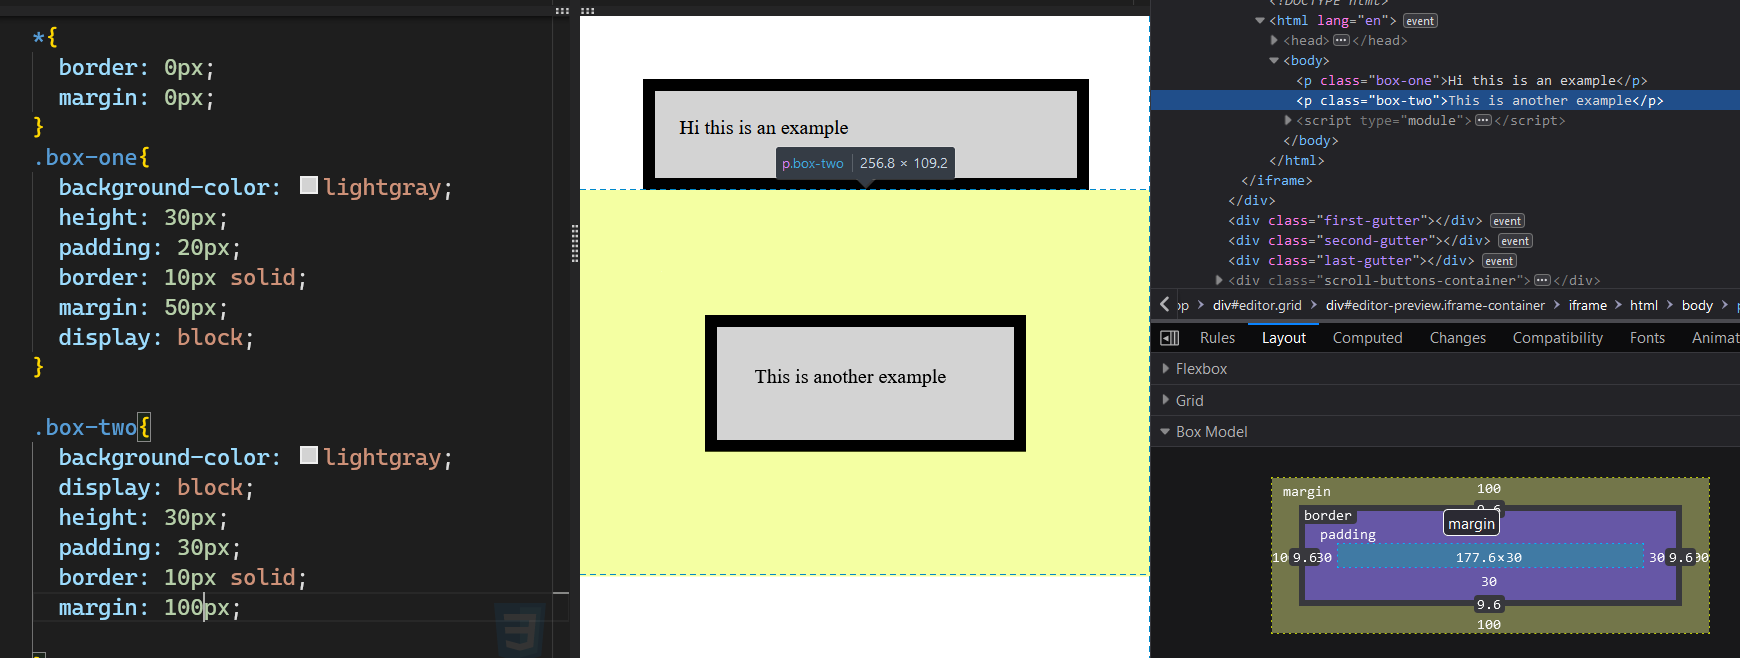 *{
border: 0px;
margin: 0px;
}
.box-one{
background-color: lightgray;
height: 30px;
padding: 20px;
border: 10px solid;
margin: 50px;
display: block;
}
.box-two{
background-color: lightgray;
display: block;
height: 30px;
padding: 30px;
border: 10px solid;
margin: 100px;
Hi this is an example
p.box-two 256.8 × 109.2
This is another example
<!DOCTYPE html>
<html lang="en"> event
<head> ••• </head>
<body>
<p class="box-one">Hi this is an example</p>
<p class="box-two">This is another example</p>
<script type="module"> ••• </script>
</body>
</html>
</iframe>
</div>
<div class="first-gutter"></div> event
<div class="second-gutter"></div> event
<div class="last-gutter"></div> event
<div class="scroll-buttons-container"> ••• </div>
pp > div#editor.grid > div#editor-preview.iframe-container > iframe > html > body >
Rules Layout Computed Changes Compatibility Fonts Animat
Flexbox
Grid
Box Model
margin 100
border
margin
padding
9.6 30 177.6×30 30 9.6
30
9.6
100